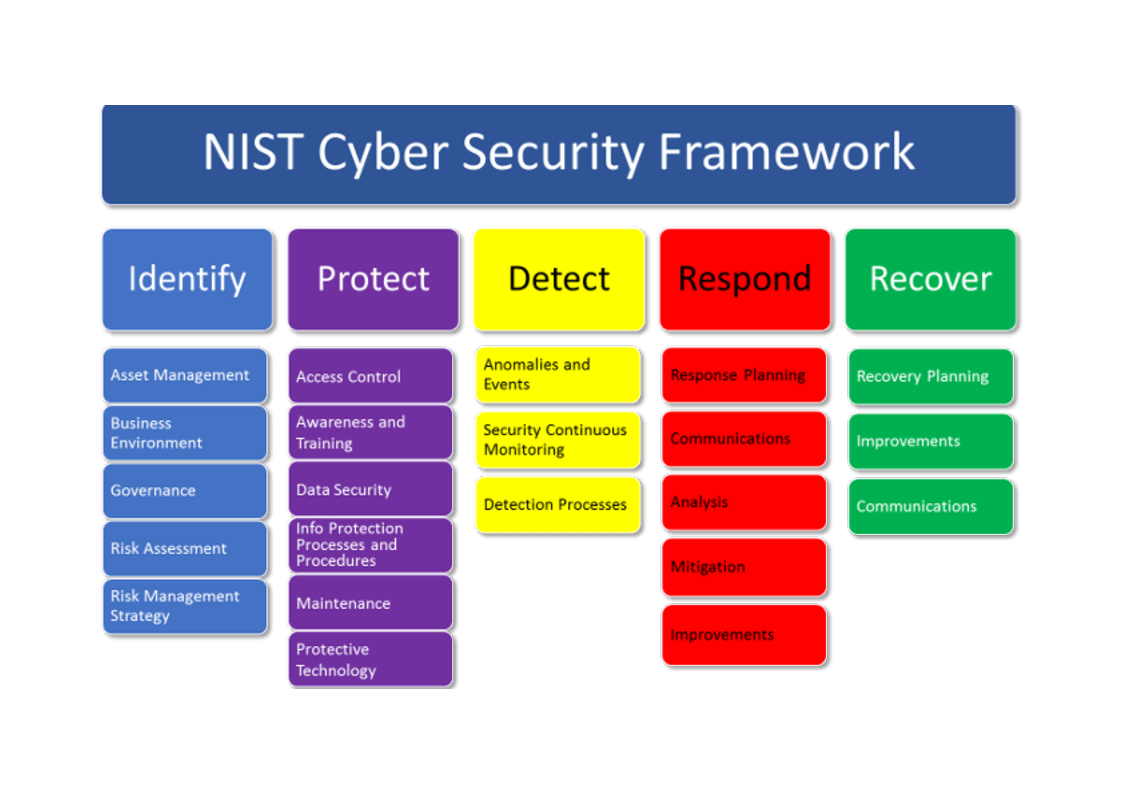 NIST Cyber Security Framework
Identify
Protect
Detect
Respond
Recover
Asset Management
Business
Environment
Governance
Risk Assessment
Risk Management
Strategy
Access Control
Awareness and
Training
Data Security
Info Protection
Processes and
Procedures
Maintenance
Protective
Technology
Anomalies and
Events
Security Continuous
Monitoring
Detection Processes
Response Planning
Communications
Analysis
Mitigation
Improvements
Recovery Planning
Improvements
Communications